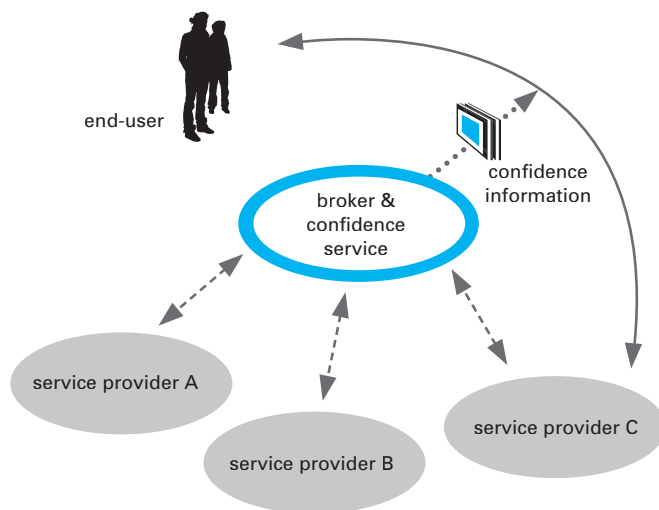 end-user
confidence
information
broker &
confidence
service
service provider A
service provider B
service provider C